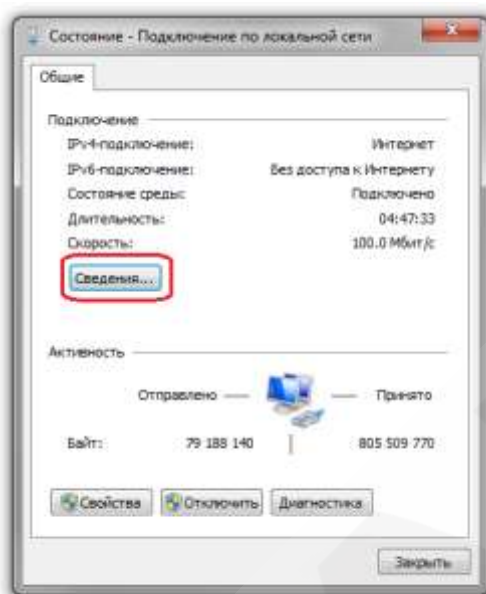 Состояние - Подключение по локальной сети
Общие
Подключение
IPv4-подключение: Интернет
IPv6-подключение: Без доступа к Интернету
Состояние среды: Подключено
Длительность: 04:47:33
Скорость: 100.0 Мбит/с
Сведения...
Активность
Отправлено — — Принято
Байт: 79 188 140 | 805 509 770
Свойства Отключить Диагностика
Закрыть